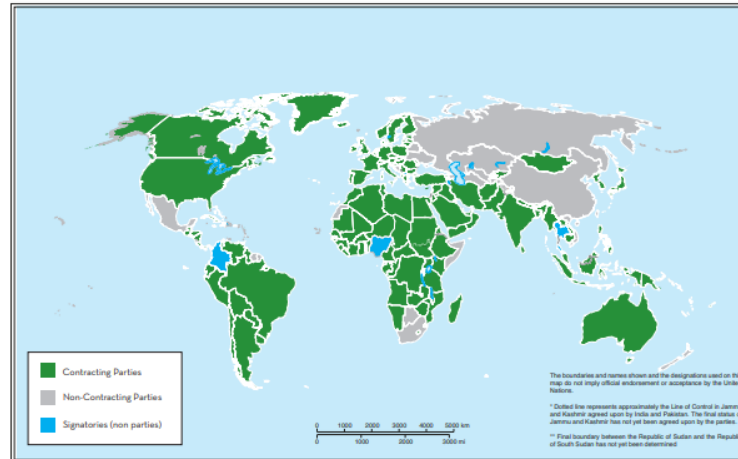 Contracting Parties
Non-Contracting Parties
Signatories (non parties)
0 1000 2000 3000 4000 5000 km
0 1000 2000 3000 mi
The boundaries and names shown and the designations used on
map do not imply official endorsement or acceptance by the
Nations.
* Dotted line represents approximately the Line of Control in
and Kashmir agreed upon by India and Pakistan. The final status
Jammu and Kashmir has not yet been agreed upon by the parties.
** Final boundary between the Republic of Sudan and the
of South Sudan has not yet been determined